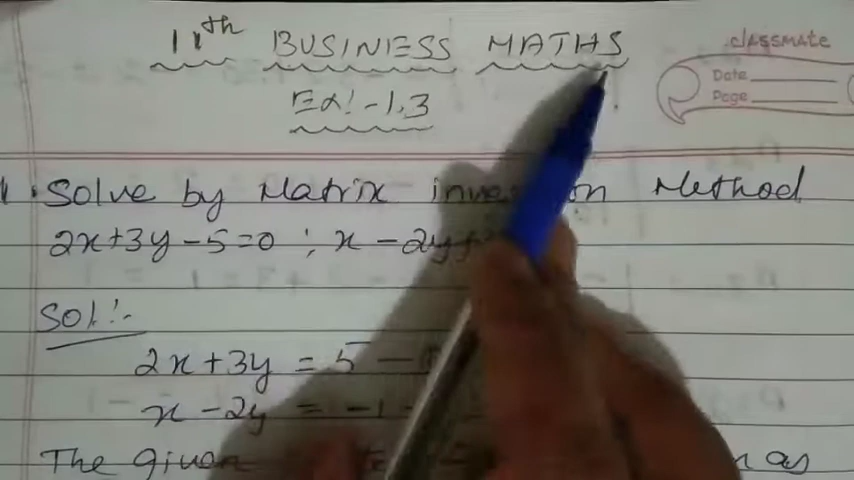 11th BUSINESS MATHS
classmate
Date
Page
Ex:-1.3
1. Solve by Matrix on Method
2x+3y-5=0 ; x-2y+
Sol:-
2x+3y = 5
x-2y = -1
The given as